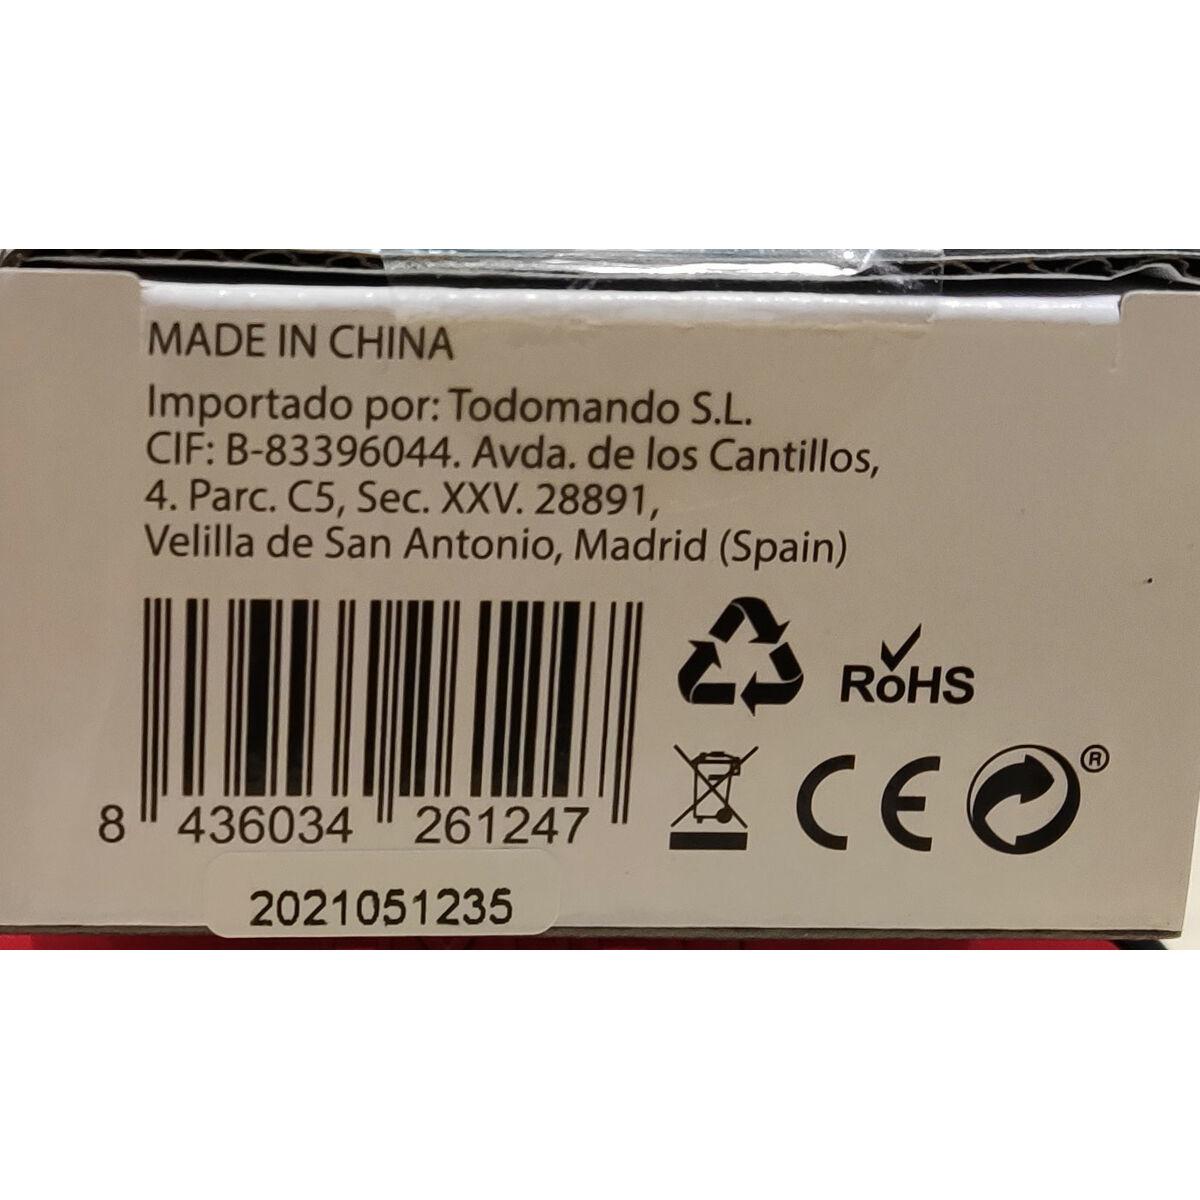 MADE IN CHINA
Importado por: Todomando S.L.
CIF: B-83396044. Avda. de los Cantillos,
4. Parc. C5, Sec. XXV. 28891,
Velilla de San Antonio, Madrid (Spain)
RoHS
CE
®
8 436034 261247
2021051235